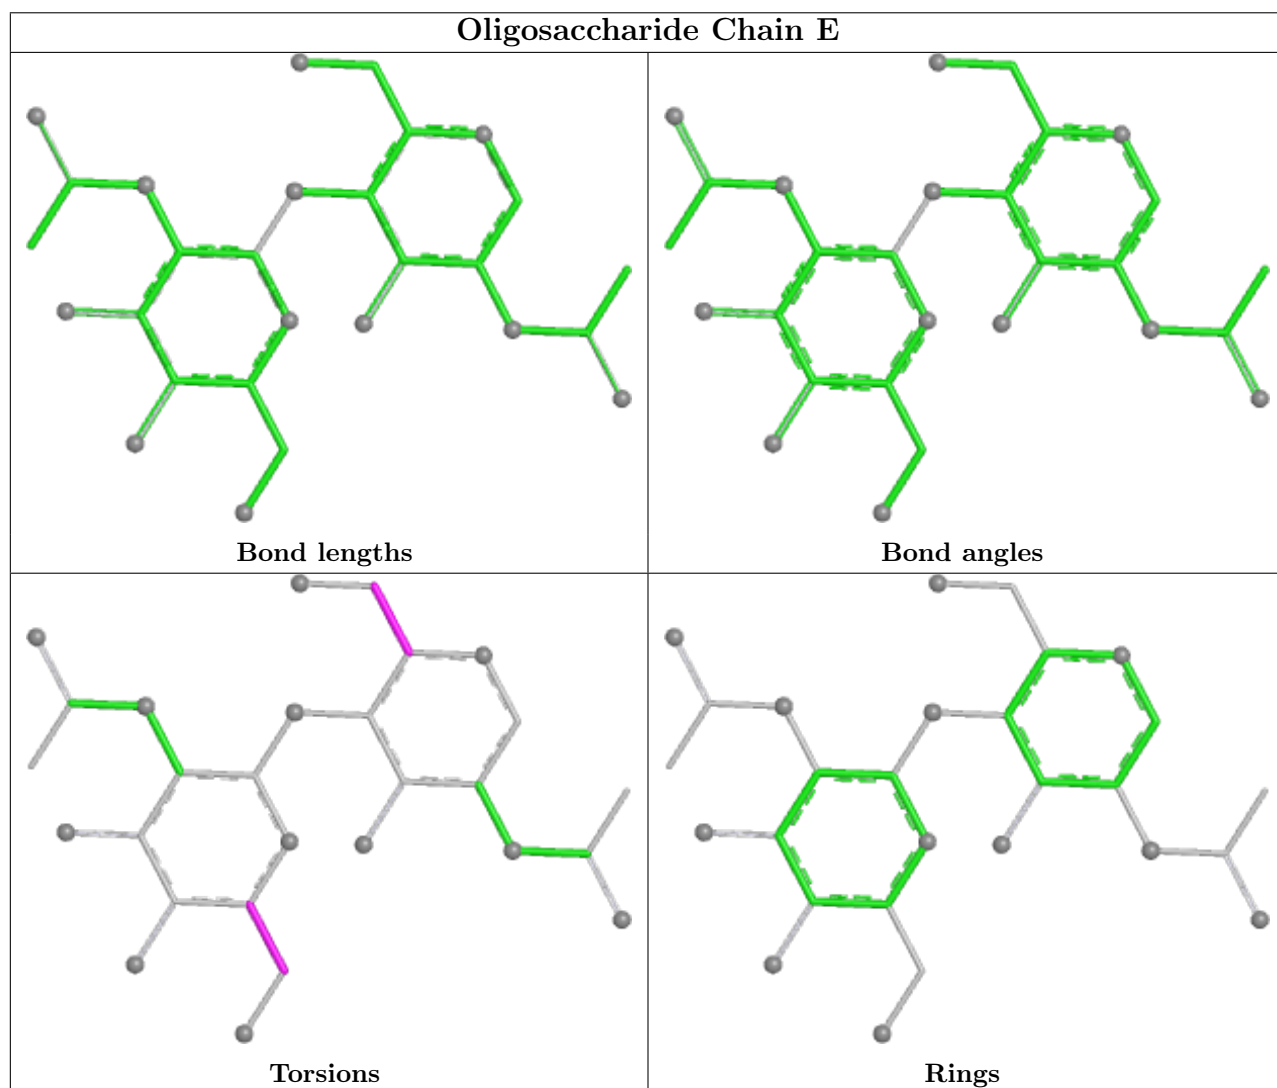 Oligosaccharide Chain E
Bond lengths
Bond angles
Torsions
Rings